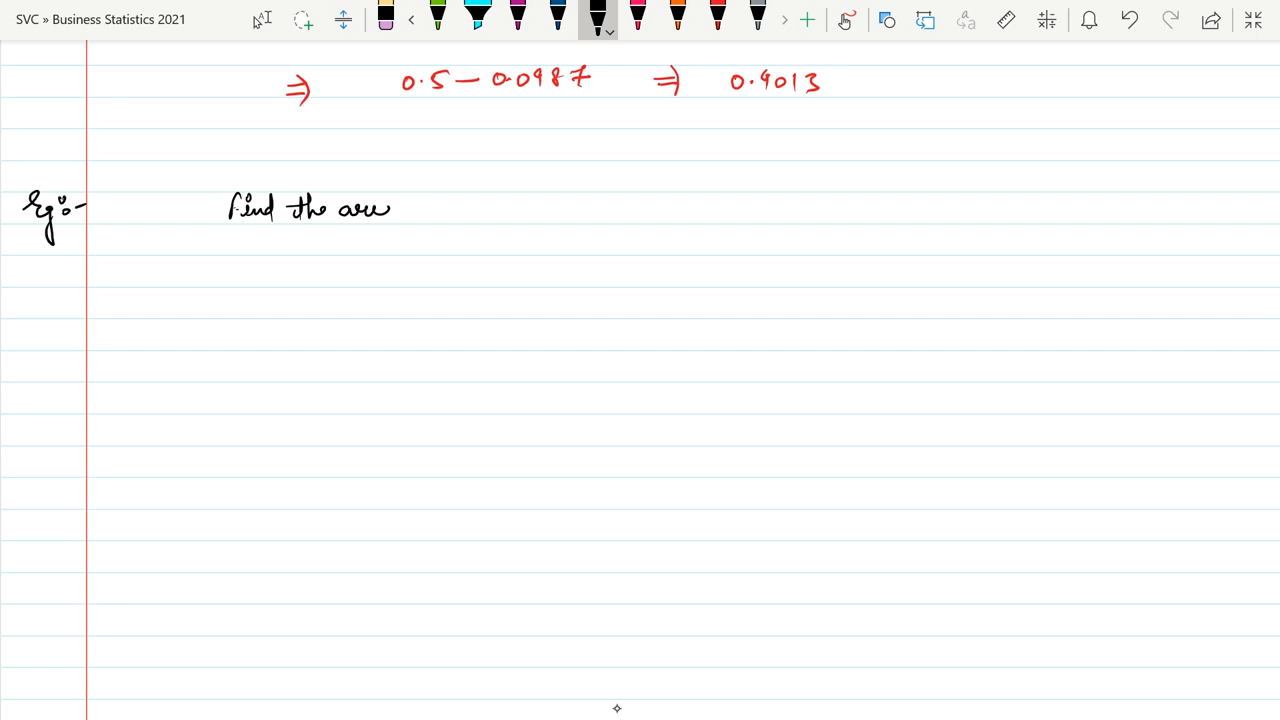 SVC » Business Statistics 2021
⇒ 0.5 – 0.0987 ⇒ 0.4013
Eg:- Find the are